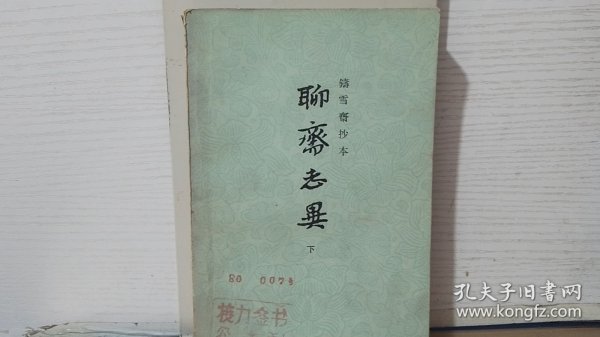 鑄雪齋抄本
聊齋志異
下
80 0078
接力金书
孔夫子旧书网
www.kongfz.com